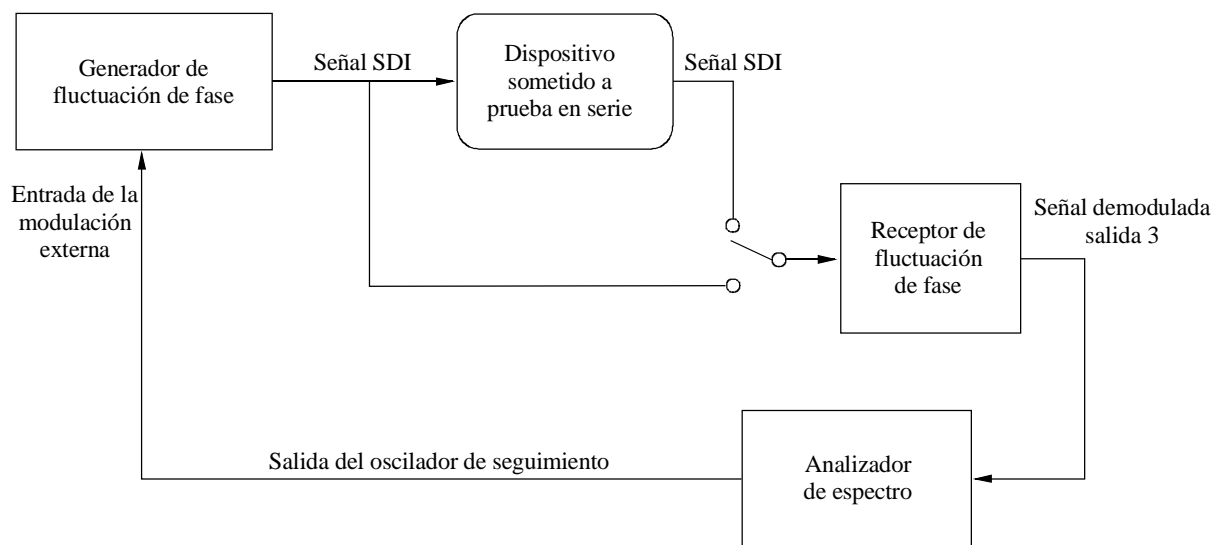 Generador de
fluctuación de fase
Señal SDI
Dispositivo
sometido a
prueba en serie
Señal SDI
Entrada de la
modulación
externa
Receptor de
fluctuación
de fase
Señal demodulada
salida 3
Salida del oscilador de seguimiento
Analizador
de espectro